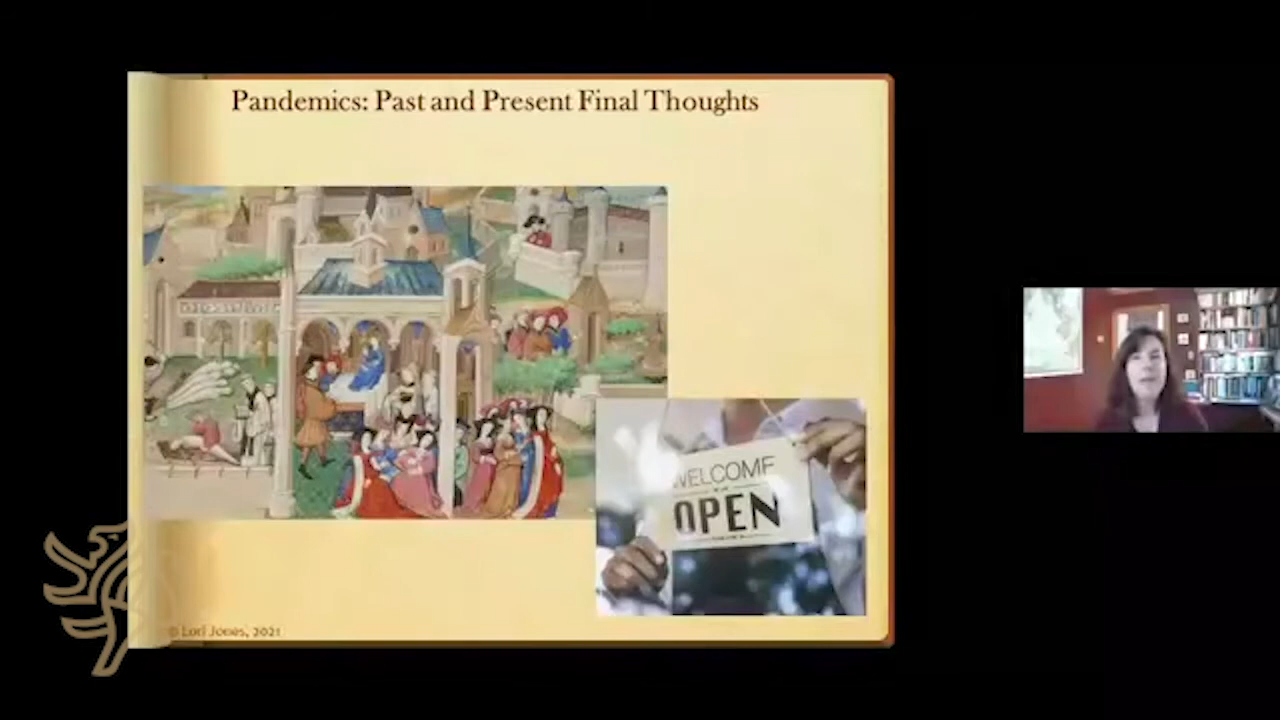 Pandemics: Past and Present Final Thoughts
WELCOME
OPEN
© Lori Jones, 2021